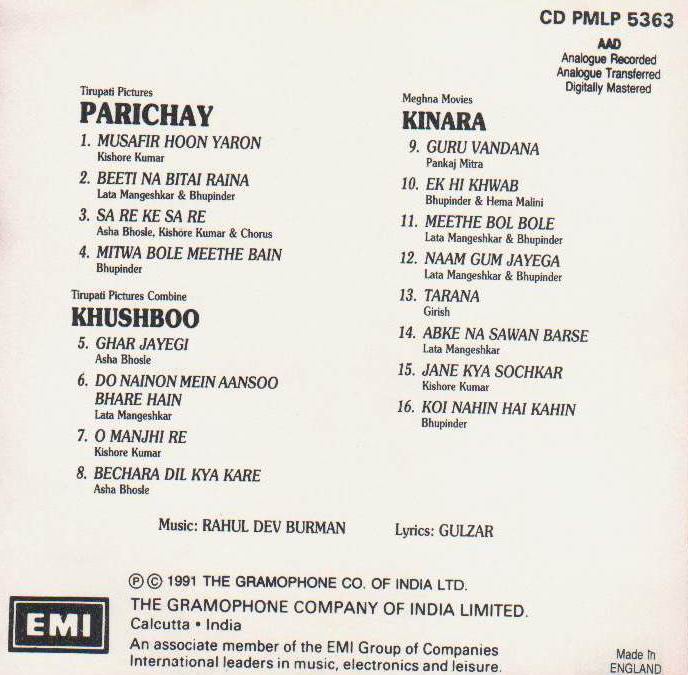 CD PMLP 5363
AAD
Analogue Recorded
Analogue Transferred
Digitally Mastered
Tirupati Pictures
PARICHAY
1. MUSAFIR HOON YARON
Kishore Kumar
2. BEETI NA BITAI RAINA
Lata Mangeshkar & Bhupinder
3. SA RE KE SA RE
Asha Bhosle, Kishore Kumar & Chorus
4. MITWA BOLE MEETHE BAIN
Bhupinder
Tirupati Pictures Combine
KHUSHBOO
5. GHAR JAYEGI
Asha Bhosle
6. DO NAINON MEIN AANSOO
BHARE HAIN
Lata Mangeshkar
7. O MANJHI RE
Kishore Kumar
8. BECHARA DIL KYA KARE
Asha Bhosle
Meghna Movies
KINARA
9. GURU VANDANA
Pankaj Mitra
10. EK HI KHWAB
Bhupinder & Hema Malini
11. MEETHE BOL BOLE
Lata Mangeshkar & Bhupinder
12. NAAM GUM JAYEGA
Lata Mangeshkar & Bhupinder
13. TARANA
Girish
14. ABKE NA SAWAN BARSE
Lata Mangeshkar
15. JANE KYA SOCHKAR
Kishore Kumar
16. KOI NAHIN HAI KAHIN
Bhupinder
Music: RAHUL DEV BURMAN Lyrics: GULZAR
℗ © 1991 THE GRAMOPHONE CO. OF INDIA LTD.
EMI
THE GRAMOPHONE COMPANY OF INDIA LIMITED.
Calcutta • India
An associate member of the EMI Group of Companies
International leaders in music, electronics and leisure.
Made In
ENGLAND